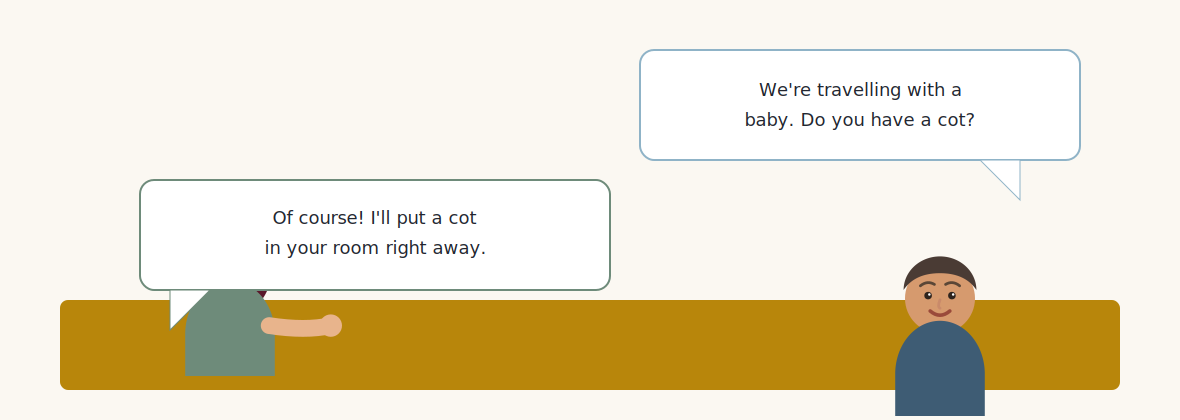 We're travelling with a
baby. Do you have a cot?
Of course! I'll put a cot
in your room right away.